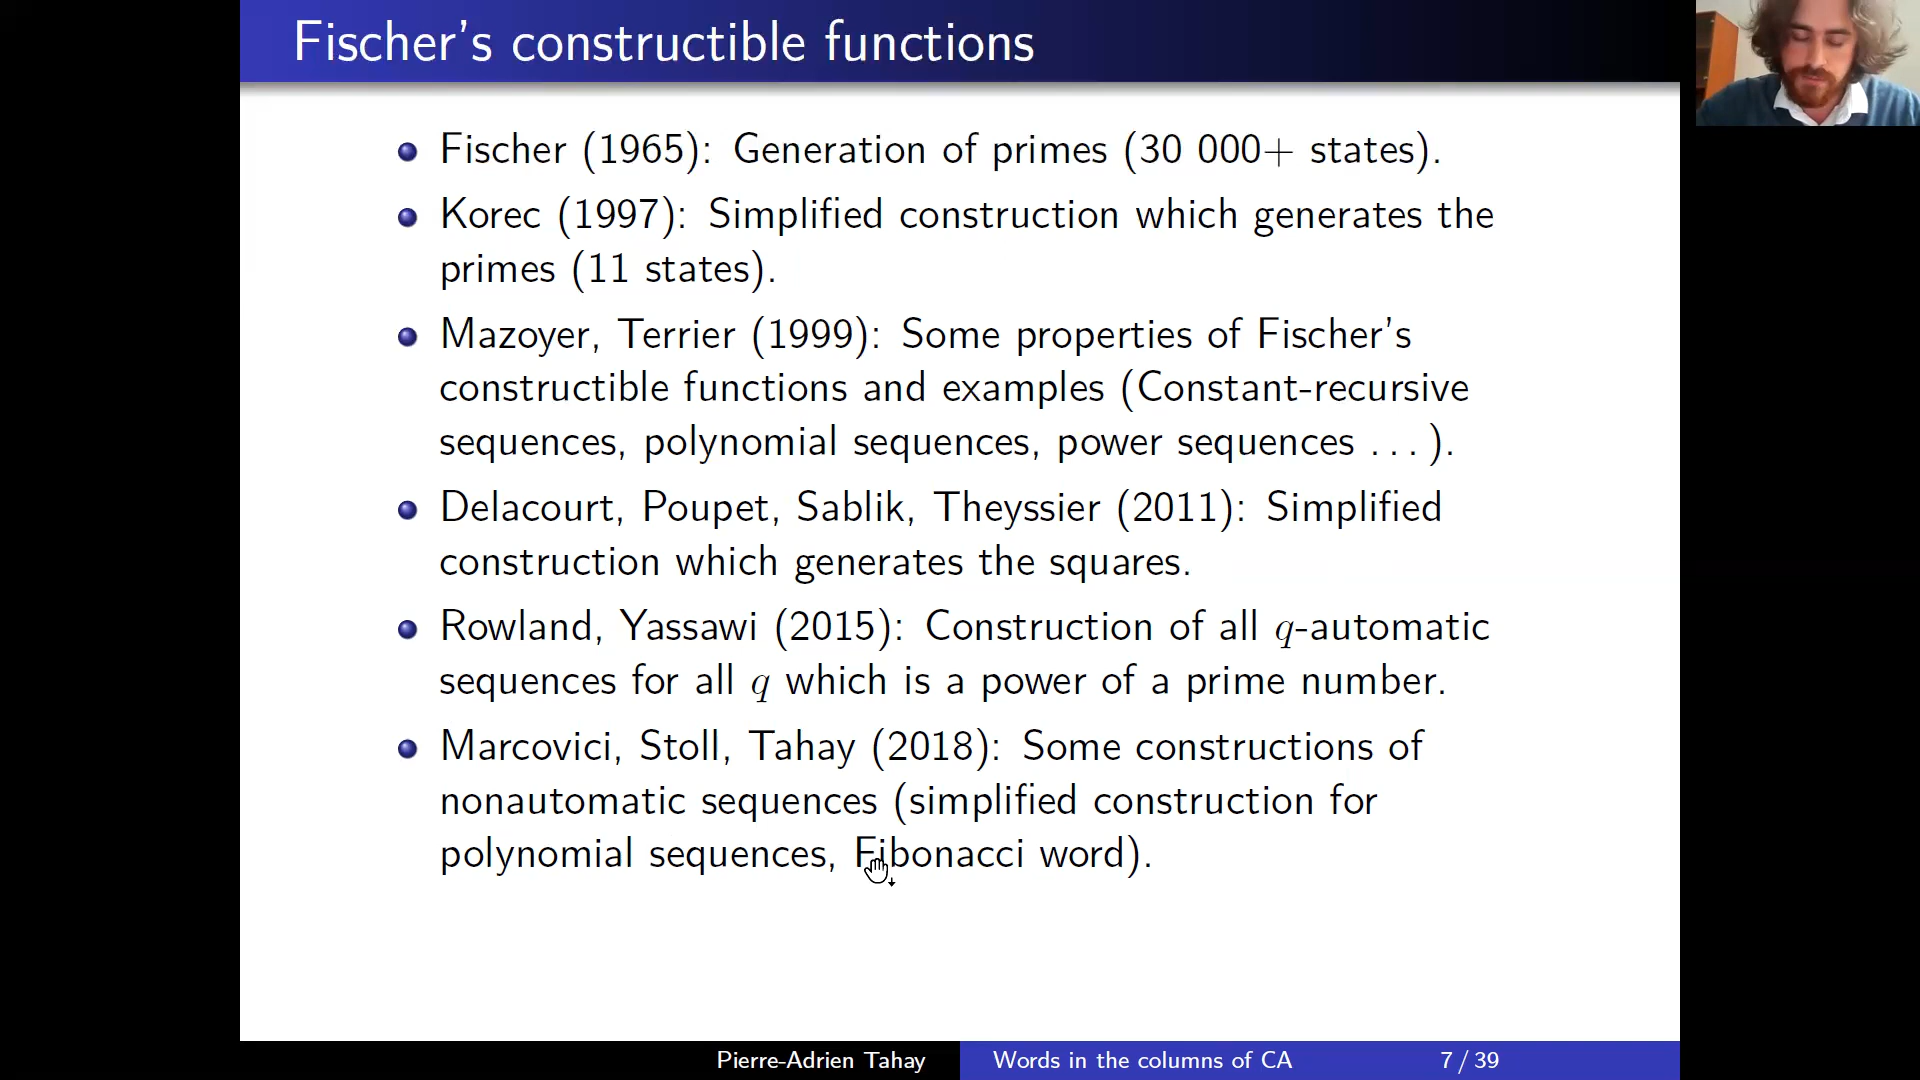 Fischer's constructible functions
Fischer (1965): Generation of primes (30 000+ states).
Korec (1997): Simplified construction which generates the
primes (11 states).
Mazoyer, Terrier (1999): Some properties of Fischer's
constructible functions and examples (Constant-recursive
sequences, polynomial sequences, power sequences ... ).
Delacourt, Poupet, Sablik, Theyssier (2011): Simplified
construction which generates the squares.
Rowland, Yassawi (2015): Construction of all q-automatic
sequences for all q which is a power of a prime number.
Marcovici, Stoll, Tahay (2018): Some constructions of
nonautomatic sequences (simplified construction for
polynomial sequences, Fibonacci word).
Pierre-Adrien Tahay
Words in the columns of CA
7 / 39